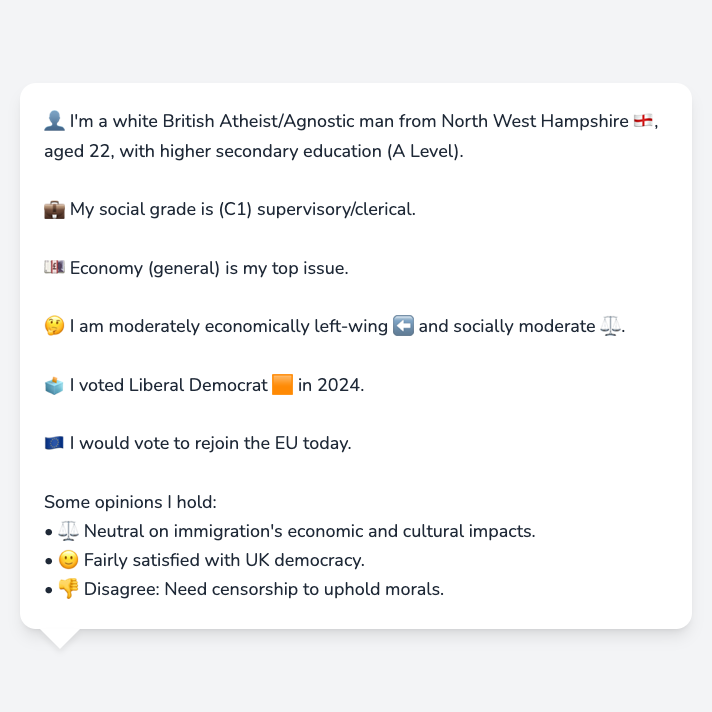 👤 I'm a white British Atheist/Agnostic man from North West Hampshire 🏴󠁧󠁢󠁥󠁮󠁧󠁿,
aged 22, with higher secondary education (A Level).
💼 My social grade is (C1) supervisory/clerical.
💷 Economy (general) is my top issue.
🤔 I am moderately economically left-wing ⬅️ and socially moderate ⚖️.
🗳️ I voted Liberal Democrat 🟧 in 2024.
🇪🇺 I would vote to rejoin the EU today.
Some opinions I hold:
• ⚖️ Neutral on immigration's economic and cultural impacts.
• 🙂 Fairly satisfied with UK democracy.
• 👎 Disagree: Need censorship to uphold morals.